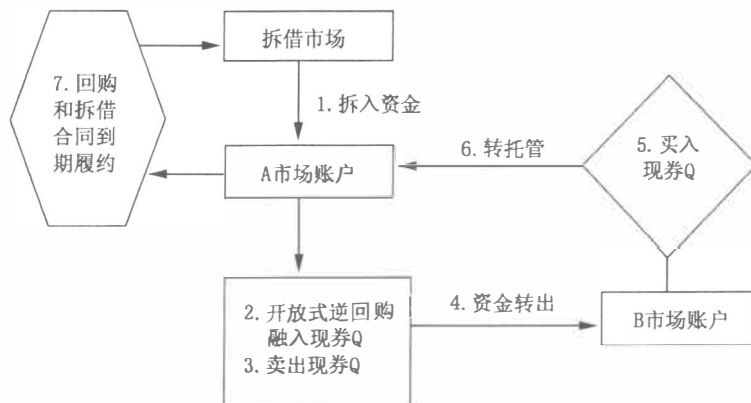 拆借市场
7.回购
和拆借
合同到
期履约
1.拆入资金
A市场账户
6.转托管
5.买入
现券Q
2.开放式逆回购
融入现券Q
3.卖出现券Q
4.资金转出
B市场账户